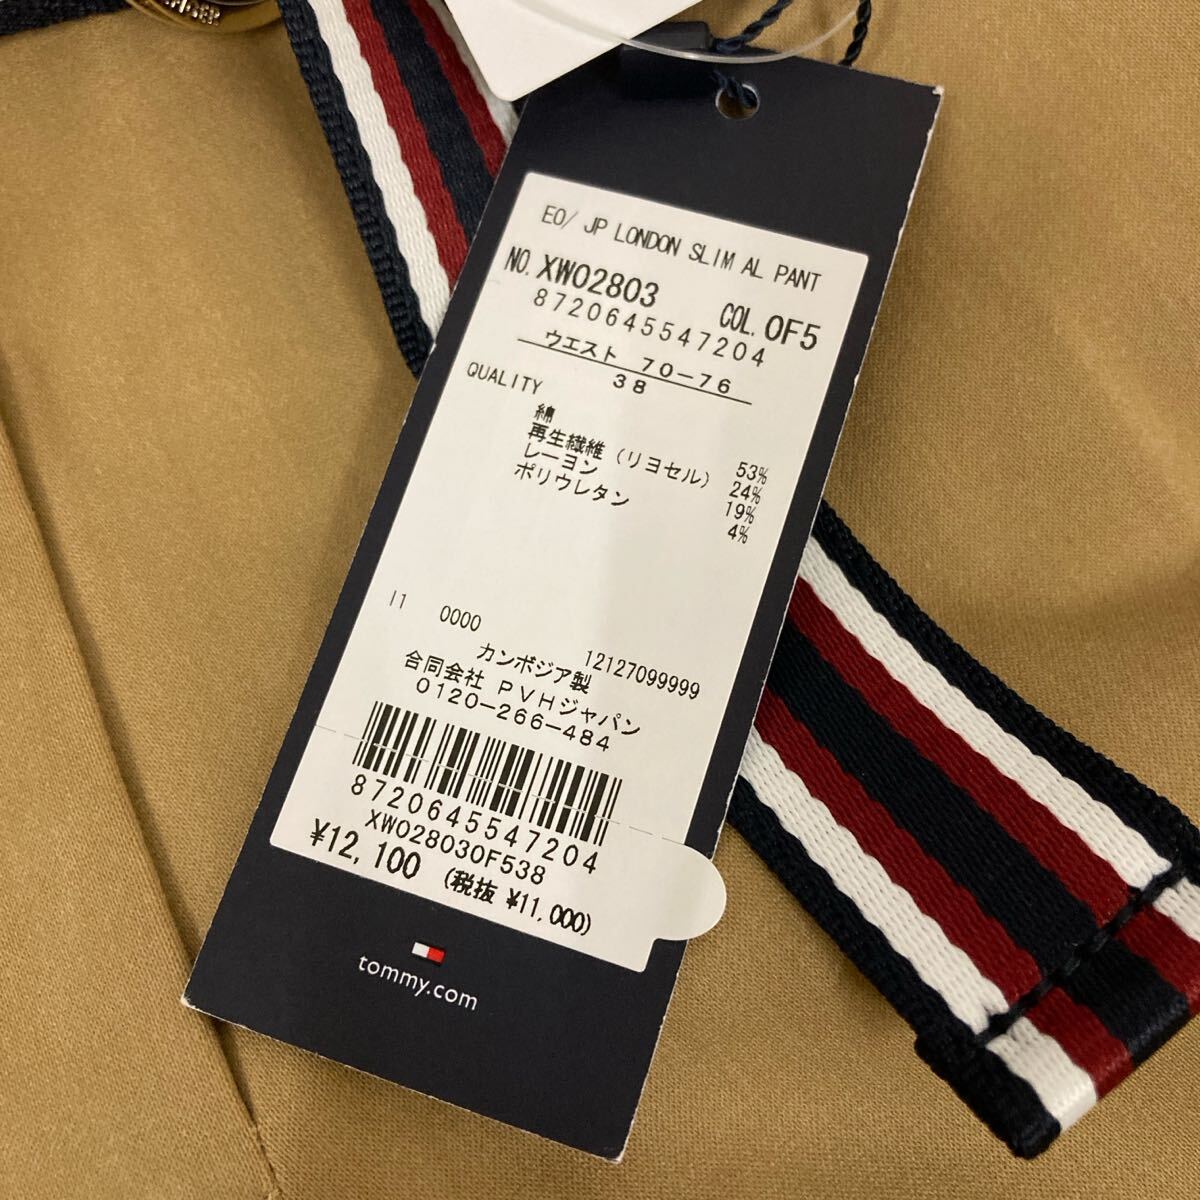 EO/ JP LONDON SLIM AL PANT
NO. XW02803 COL. 0F5
8720645547204
ウエスト 70-76
38
QUALITY
綿 53%
再生繊維 (リヨセル) 24%
レーヨン 19%
ポリウレタン 4%
I1 0000 12127099999
カンボジア製
合同会社 PVHジャパン
0120-266-484
8720645547204
XW028030F538
¥12,100 (税抜 ¥11,000)
tommy.com